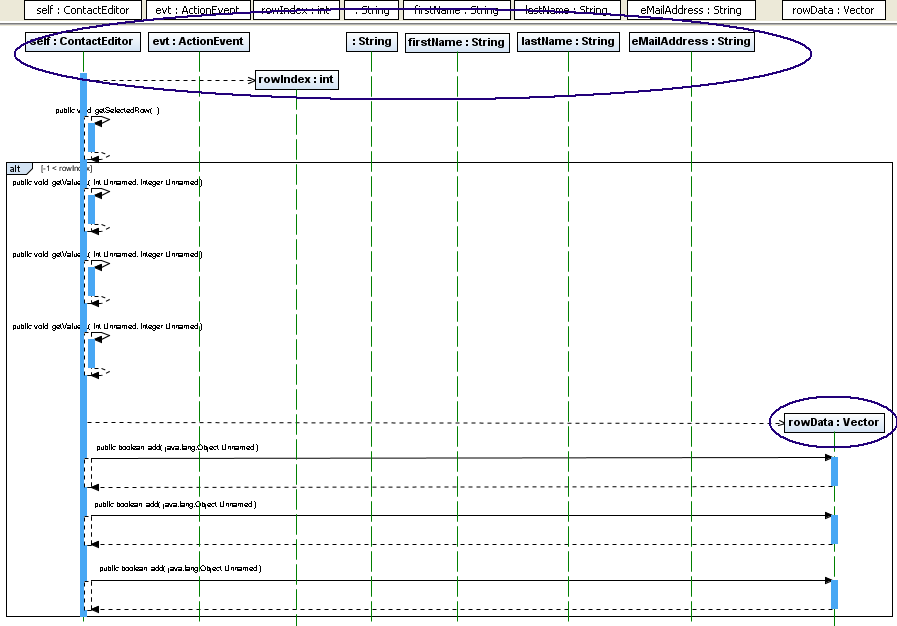 self : ContactEditor
evt : ActionEvent
rowIndex : int
: String
firstName : String
lastName : String
eMailAddress : String
rowData : Vector
self : ContactEditor
evt : ActionEvent
: String
firstName : String
lastName : String
eMailAddress : String
rowIndex : int
public void getSelectedRow( )
alt
[-1 < rowIndex]
public void getValue ( int Unnamed, Integer Unnamed)
public void getValue ( int Unnamed, Integer Unnamed)
public void getValue ( int Unnamed, Integer Unnamed)
rowData : Vector
public boolean add( java.lang.Object Unnamed )
public boolean add( java.lang.Object Unnamed )
public boolean add( java.lang.Object Unnamed )